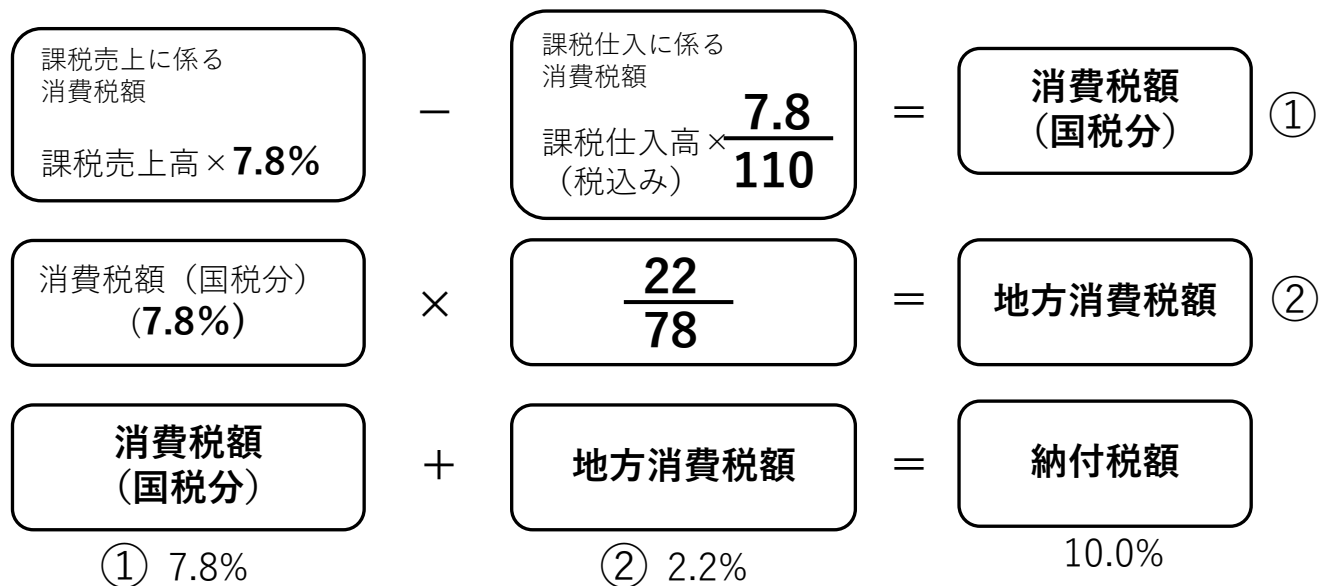 課税売上に係る
消費税額
課税売上高×7.8%
−
課税仕入に係る
消費税額
課税仕入高×7.8/110
（税込み）
=
消費税額
（国税分）
①
消費税額（国税分）
(7.8%)
×
22
78
=
地方消費税額
②
消費税額
（国税分）
+
地方消費税額
=
納付税額
① 7.8%
② 2.2%
10.0%